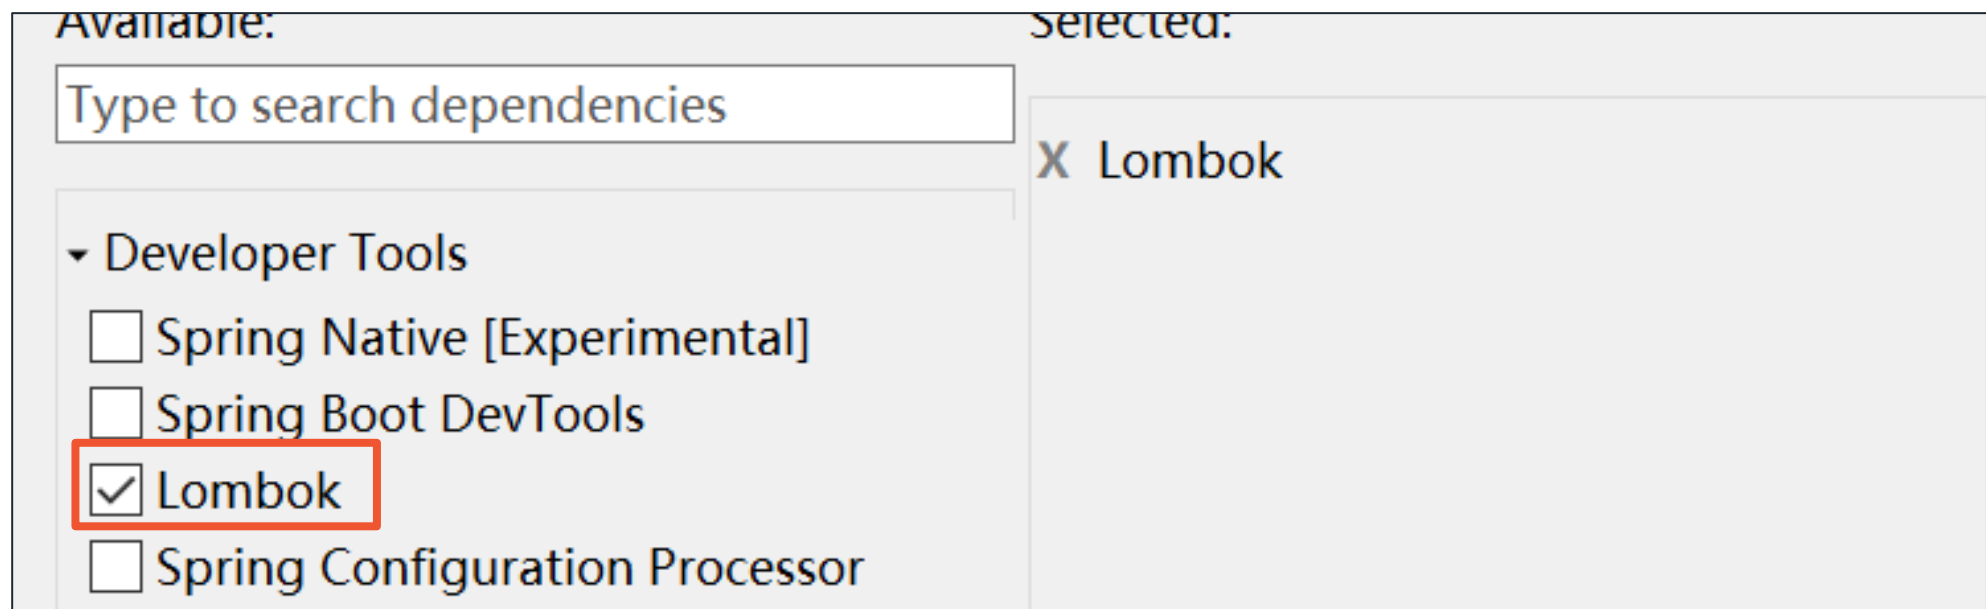 Available:
Selected:
Type to search dependencies
X Lombok
Developer Tools
Spring Native [Experimental]
Spring Boot DevTools
Lombok
Spring Configuration Processor